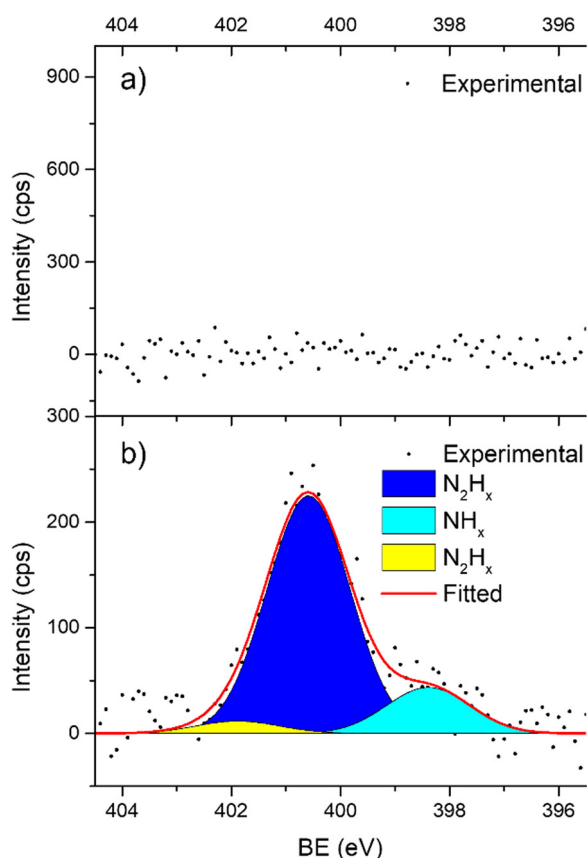 404 402 400 398 396
a)
Experimental
900
600
300
0
Intensity (cps)
300
b)
Experimental
N₂Hₓ
NHₓ
N₂Hₓ
Fitted
200
100
0
Intensity (cps)
404 402 400 398 396
BE (eV)